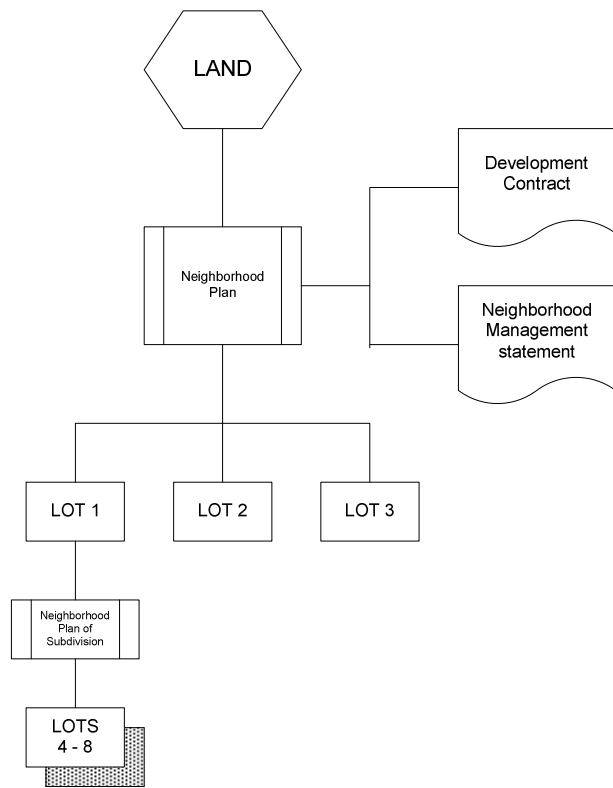 LAND
Development
Contract
Neighborhood
Plan
Neighborhood
Management
statement
LOT 1
LOT 2
LOT 3
Neighborhood
Plan of
Subdivision
LOTS
4 - 8